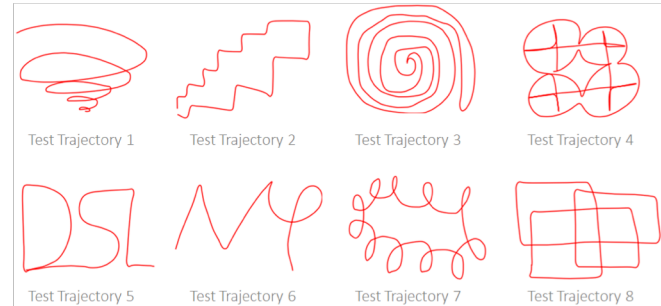 Test Trajectory 1
Test Trajectory 2
Test Trajectory 3
Test Trajectory 4
DSL
Test Trajectory 5
Test Trajectory 6
Test Trajectory 7
Test Trajectory 8